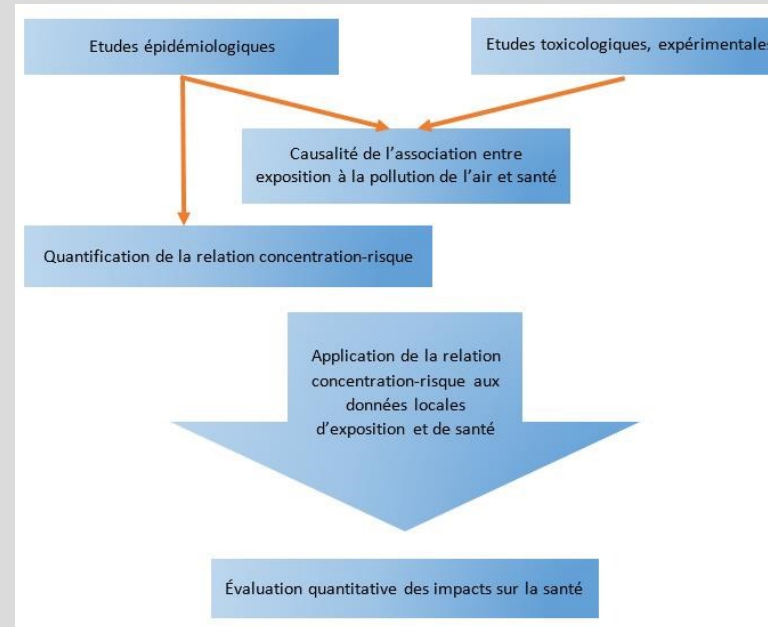 Etudes épidémiologiques
Etudes toxicologiques, expérimentales
Causalité de l'association entre
exposition à la pollution de l'air et santé
Quantification de la relation concentration-risque
Application de la relation
concentration-risque aux
données locales
d'exposition et de santé
Évaluation quantitative des impacts sur la santé